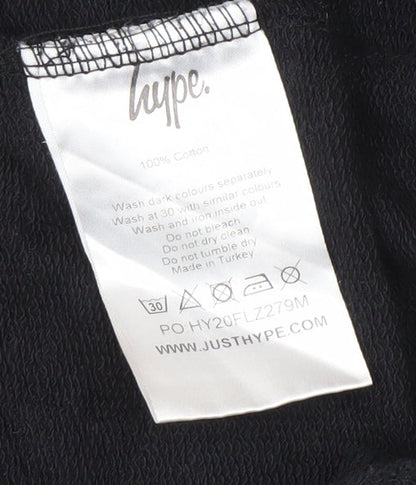 hype.
100% Cotton
Wash dark colours separately
Wash at 30 with similar colours
Wash and iron inside out
Do not bleach
Do not dry clean
Do not tumble dry
Made in Turkey
30
PO HY20FLZ279M
WWW.JUSTHYPE.COM